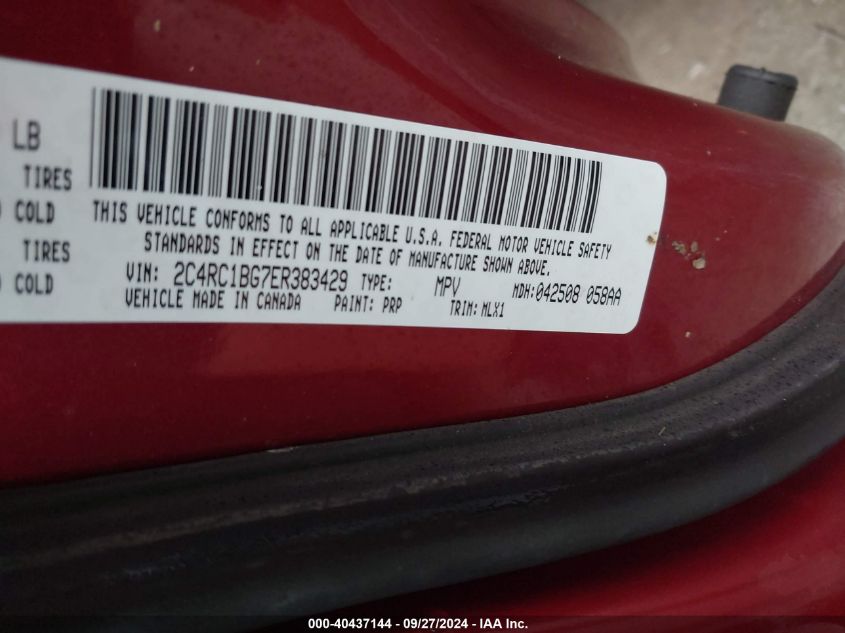 LB
TIRES
COLD
TIRES
COLD
THIS VEHICLE CONFORMS TO ALL APPLICABLE U.S.A. FEDERAL MOTOR VEHICLE SAFETY
STANDARDS IN EFFECT ON THE DATE OF MANUFACTURE SHOWN ABOVE.
VIN: 2C4RC1BG7ER383429 TYPE: MPV MDH:042508 058AA
VEHICLE MADE IN CANADA PAINT: PRP TRIM: MLX1
000-40437144 - 09/27/2024 - IAA Inc.